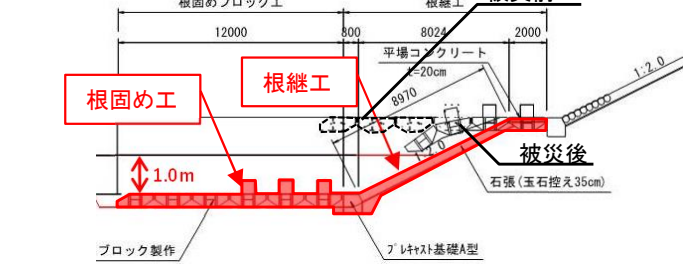 根固めブロック工
根継工
12000
800
8024
2000
平場コンクリート
t=20cm
1:2.0
根継工
根固め工
8970
1:2.0
被災後
1.0m
石張(玉石控え35cm)
ブロック製作
プレキャスト基礎A型